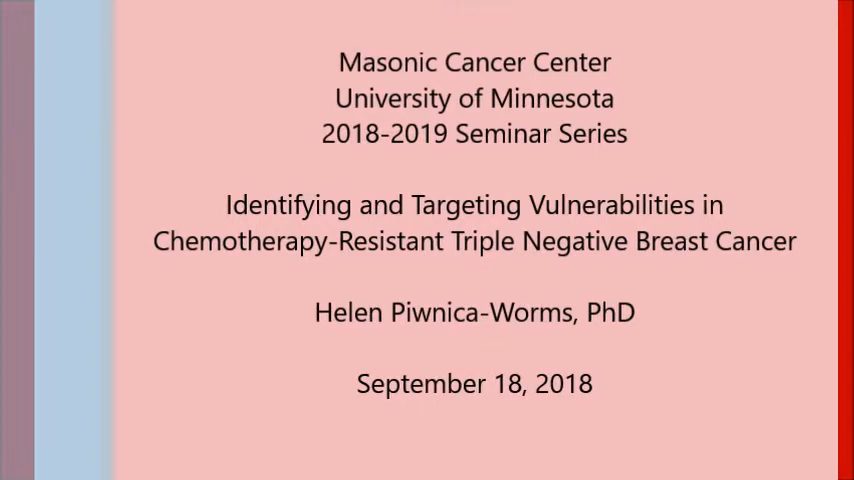 Masonic Cancer Center
University of Minnesota
2018-2019 Seminar Series
Identifying and Targeting Vulnerabilities in
Chemotherapy-Resistant Triple Negative Breast Cancer
Helen Piwnica-Worms, PhD
September 18, 2018